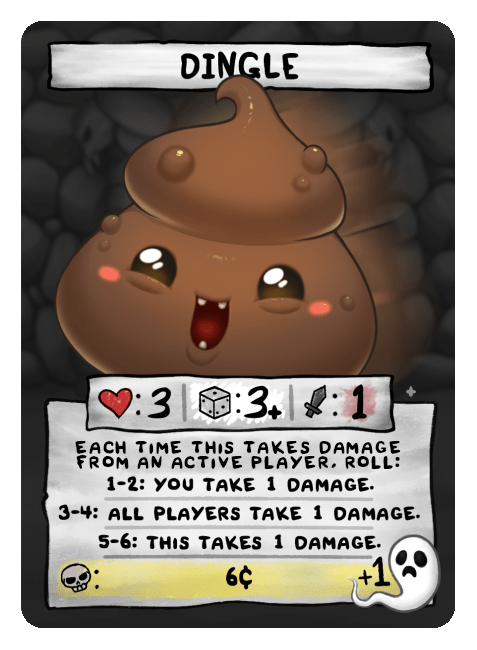 DINGLE
:3 :3+ :1
EACH TIME THIS TAKES DAMAGE
FROM AN ACTIVE PLAYER, ROLL:
1-2: YOU TAKE 1 DAMAGE.
3-4: ALL PLAYERS TAKE 1 DAMAGE.
5-6: THIS TAKES 1 DAMAGE.
: 6¢ +1